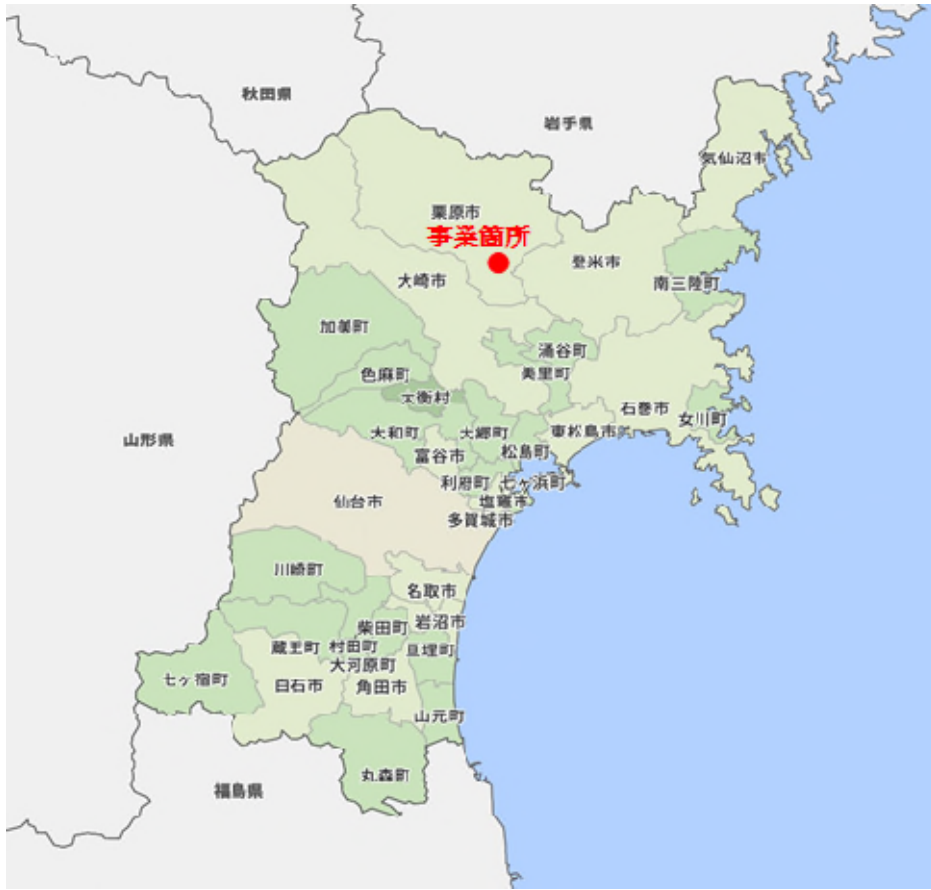 秋田県
岩手県
気仙沼市
栗原市
事業箇所
登米市
大崎市
南三陸町
加美町
涌谷町
色麻町
美里町
大衡村
石巻市
女川町
山形県
大和町
大郷町
東松島市
富谷市
松島町
利府町
七ヶ浜町
仙台市
塩竈市
多賀城市
川崎町
名取市
岩沼市
柴田町
蔵王町
村田町
亘理町
大河原町
七ヶ宿町
白石市
角田市
山元町
丸森町
福島県